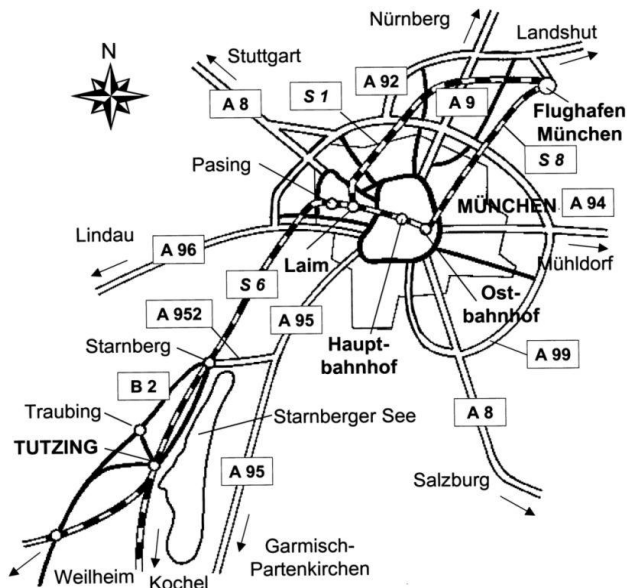 Nürnberg
Landshut
N
Stuttgart
A 92
S 1
A 8
A 9
Flughafen
München
Pasing
S 8
MÜNCHEN
A 94
Lindau
A 96
Laim
Mühldorf
S 6
Ost-
bahnhof
A 952
A 95
Haupt-
bahnhof
Starnberg
A 99
B 2
A 8
Traubing
Starnberger See
TUTZING
A 95
Salzburg
Garmisch-
Partenkirchen
Weilheim
Kochel